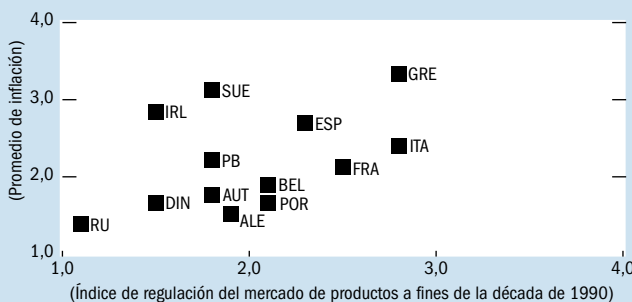 (Promedio de inflación)
4,0
GRE
SUE
3,0
IRL
ESP
ITA
PB
FRA
2,0
BEL
AUT
DIN
POR
ALE
RU
1,0
1,0 2,0 3,0 4,0
(Índice de regulación del mercado de productos a fines de la década de 1990)